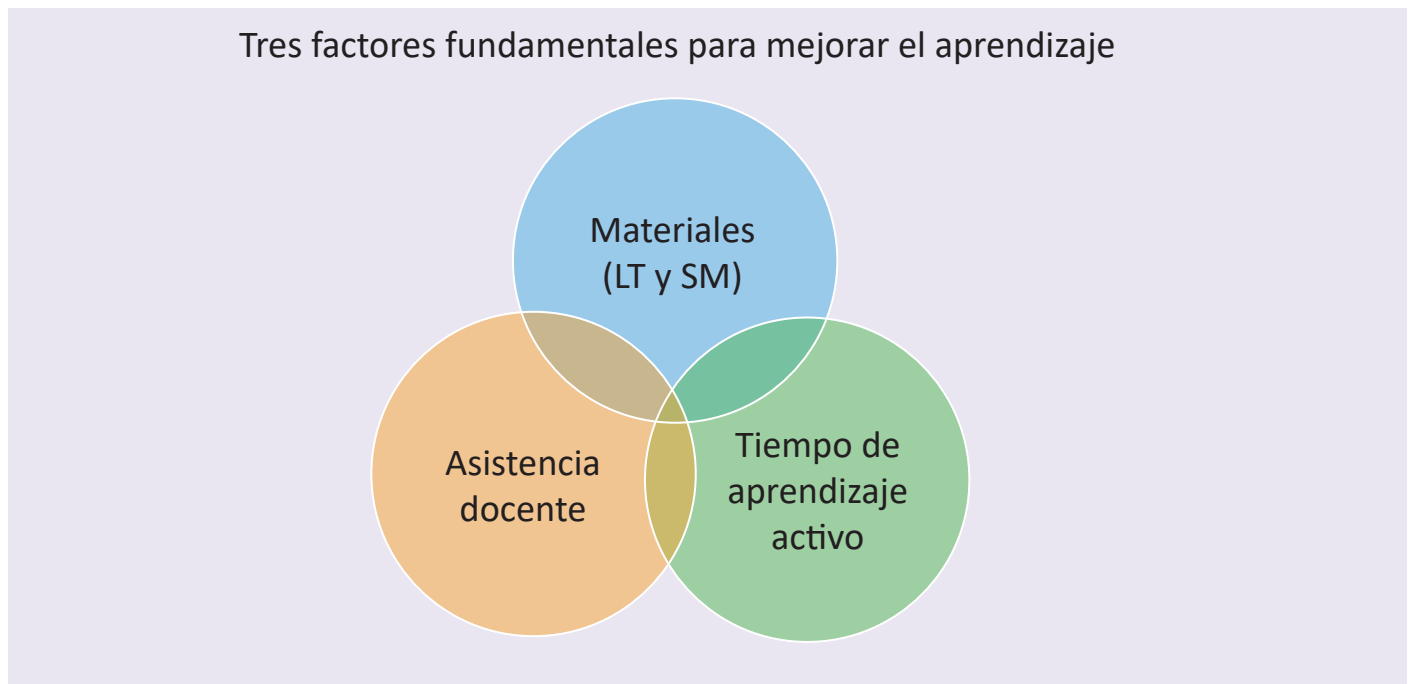 Tres factores fundamentales para mejorar el aprendizaje
Materiales
(LT y SM)
Asistencia
docente
Tiempo de
aprendizaje
activo